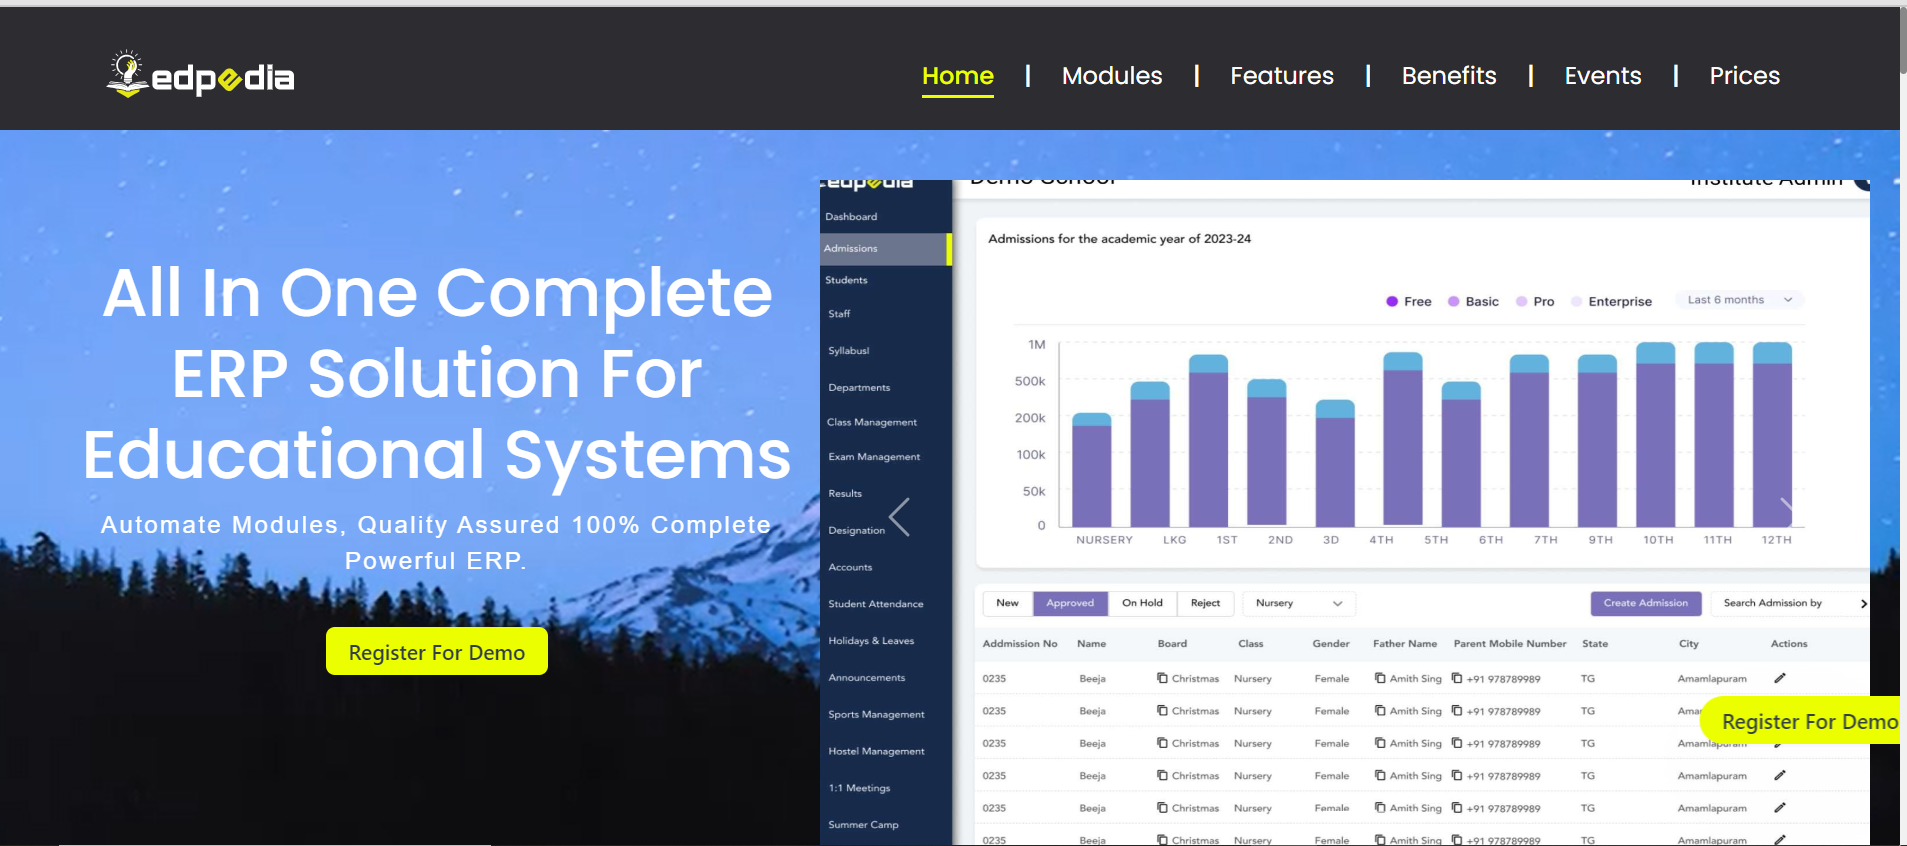 edpedia
Home | Modules | Features | Benefits | Events | Prices
All In One Complete
ERP Solution For
Educational Systems
Automate Modules, Quality Assured 100% Complete
Powerful ERP.
Register For Demo
edpedia
Dashboard
Admissions
Students
Staff
Syllabusl
Departments
Class Management
Exam Management
Results
Designation
Accounts
Student Attendance
Holidays & Leaves
Announcements
Sports Management
Hostel Management
1:1 Meetings
Summer Camp
Demo School
Institute Admin
Admissions for the academic year of 2023-24
Free Basic Pro Enterprise Last 6 months
1M
500k
200k
100k
50k
0
NURSERY LKG 1ST 2ND 3D 4TH 5TH 6TH 7TH 9TH 10TH 11TH 12TH
New Approved On Hold Reject Nursery Create Admission Search Admission by
Addmission No Name Board Class Gender Father Name Parent Mobile Number State City Actions
0235 Beeja Christmas Nursery Female Amith Sing +91 978789989 TG Amamlapuram
0235 Beeja Christmas Nursery Female Amith Sing +91 978789989 TG
Register For Demo
0235 Beeja Christmas Nursery Female Amith Sing +91 978789989 TG Amamlapuram
0235 Beeja Christmas Nursery Female Amith Sing +91 978789989 TG Amamlapuram
0235 Beeja Christmas Nursery Female Amith Sing +91 978789989 TG Amamlapuram
0235 Beeja Christmas Nursery Female Amith Sing +91 978789989 TG Amamlapuram